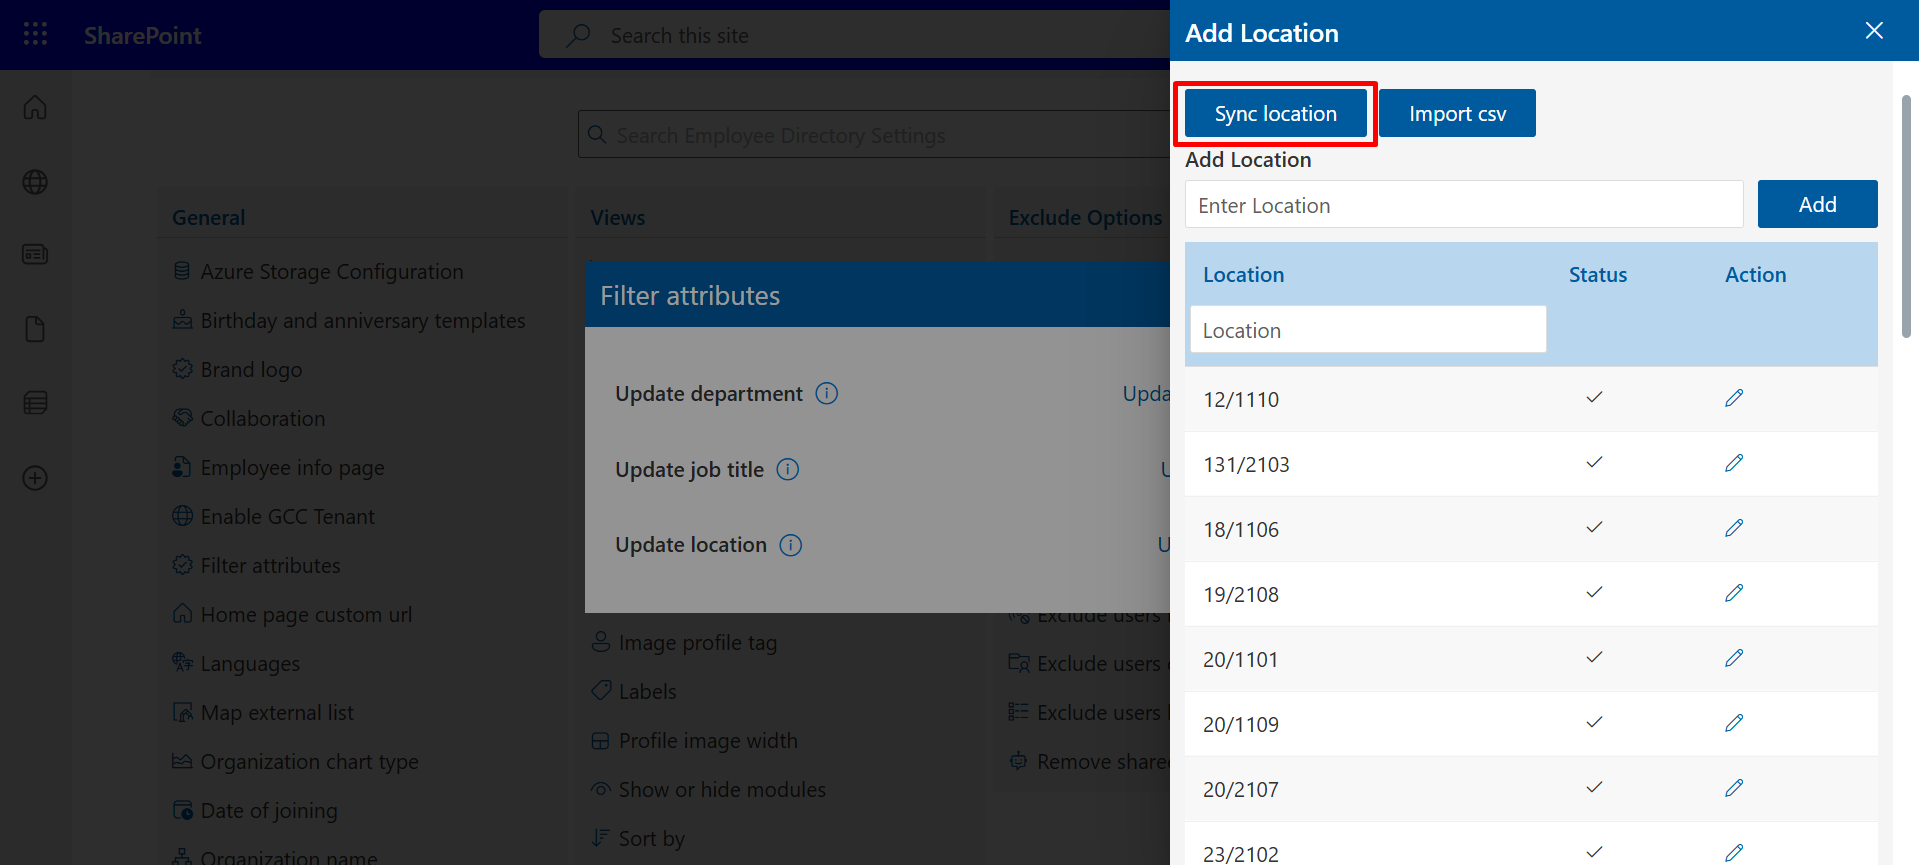 SharePoint
Search this site
Search Employee Directory Settings
General
Azure Storage Configuration
Birthday and anniversary templates
Brand logo
Collaboration
Employee info page
Enable GCC Tenant
Filter attributes
Home page custom url
Languages
Map external list
Organization chart type
Date of joining
Organization name
Views
Filter attributes
Update department
Upda
Update job title
U
Update location
U
Image profile tag
Labels
Profile image width
Show or hide modules
Sort by
Exclude Options
Exclude users
Exclude users
Exclude users
Remove share
Add Location
Sync location
Import csv
Add Location
Enter Location
Add
Location Status Action
Location
12/1110
131/2103
18/1106
19/2108
20/1101
20/1109
20/2107
23/2102